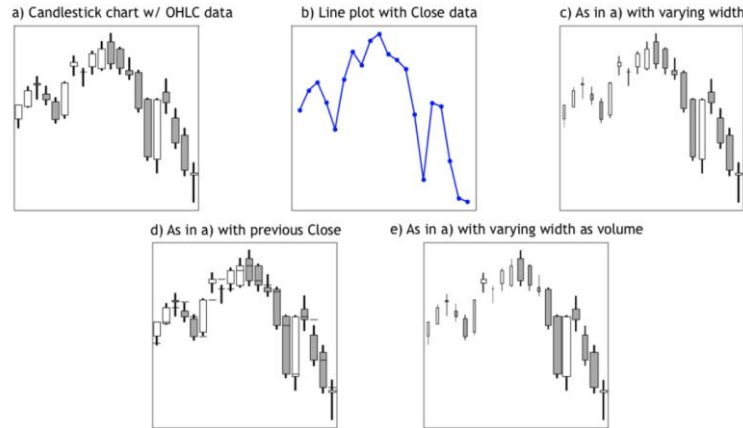 a) Candlestick chart w/ OHLC data
b) Line plot with Close data
c) As in a) with varying width
d) As in a) with previous Close
e) As in a) with varying width as volume